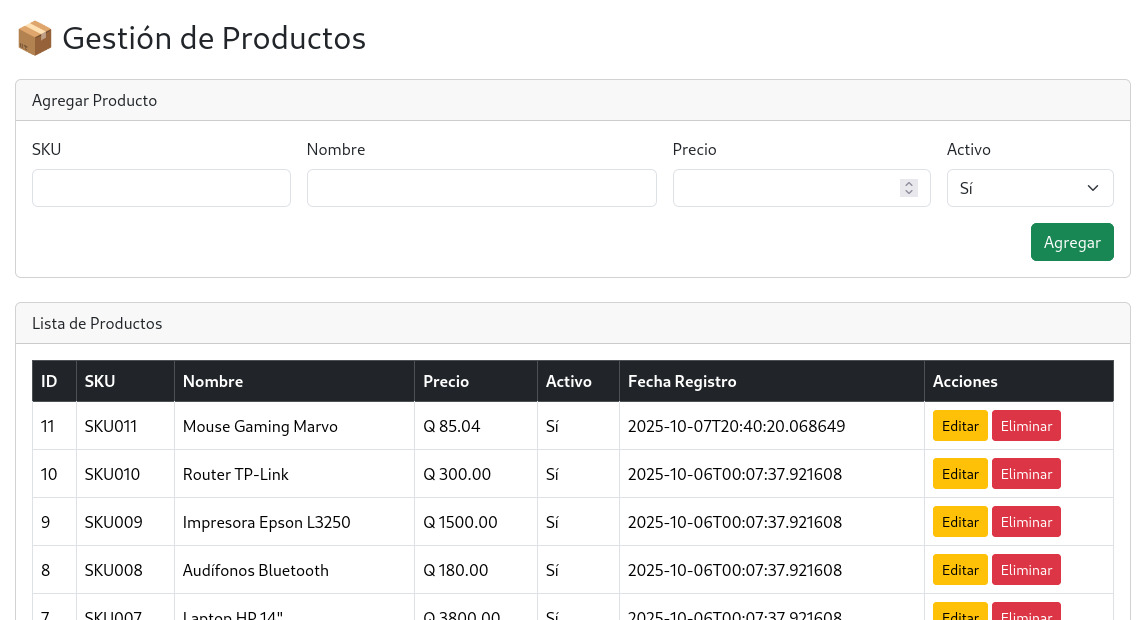 Gestión de Productos
Agregar Producto
SKU Nombre Precio Activo
Sí
Agregar
Lista de Productos
ID SKU Nombre Precio Activo Fecha Registro Acciones
11 SKU011 Mouse Gaming Marvo Q 85.04 Sí 2025-10-07T20:40:20.068649 Editar Eliminar
10 SKU010 Router TP-Link Q 300.00 Sí 2025-10-06T00:07:37.921608 Editar Eliminar
9 SKU009 Impresora Epson L3250 Q 1500.00 Sí 2025-10-06T00:07:37.921608 Editar Eliminar
8 SKU008 Audífonos Bluetooth Q 180.00 Sí 2025-10-06T00:07:37.921608 Editar Eliminar
7 SKU007 Laptop HP 14" Q 3800.00 Sí 2025-10-06T00:07:37.921608 Editar Eliminar